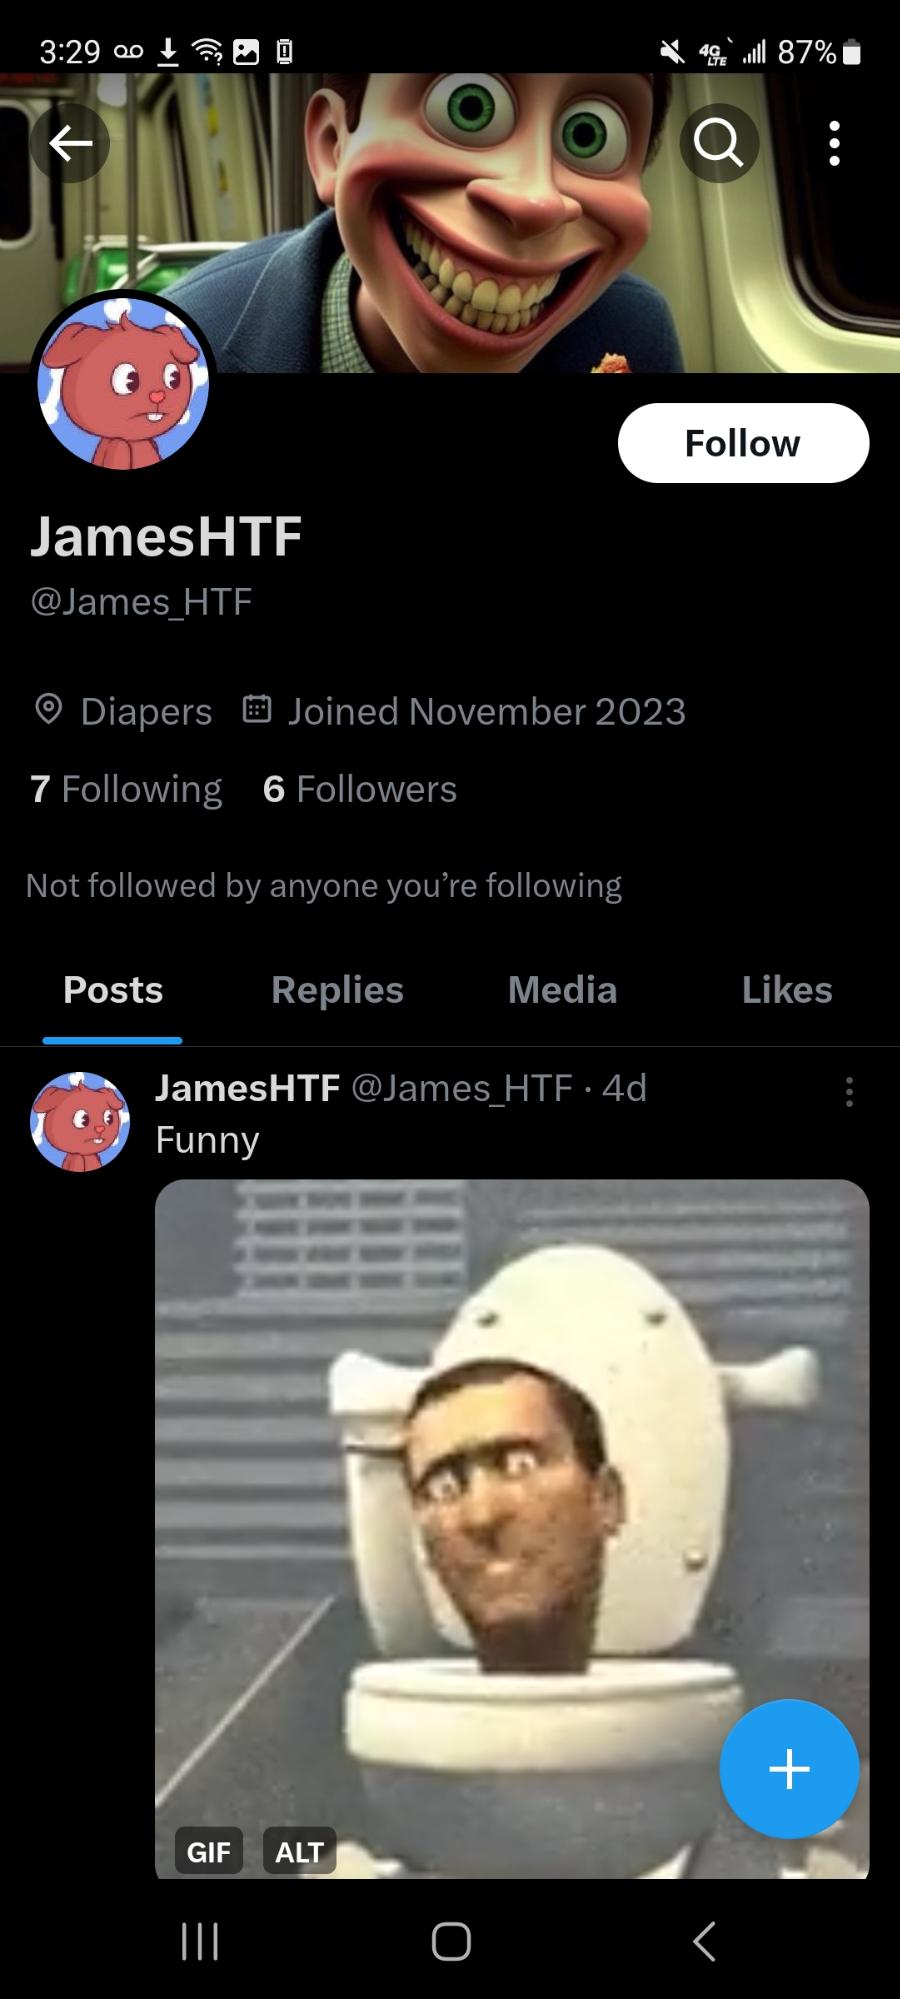 3:29 4G LTE 87%
Follow
JamesHTF
@James_HTF
Diapers Joined November 2023
7 Following 6 Followers
Not followed by anyone you’re following
Posts Replies Media Likes
JamesHTF @James_HTF · 4d
Funny
GIF ALT